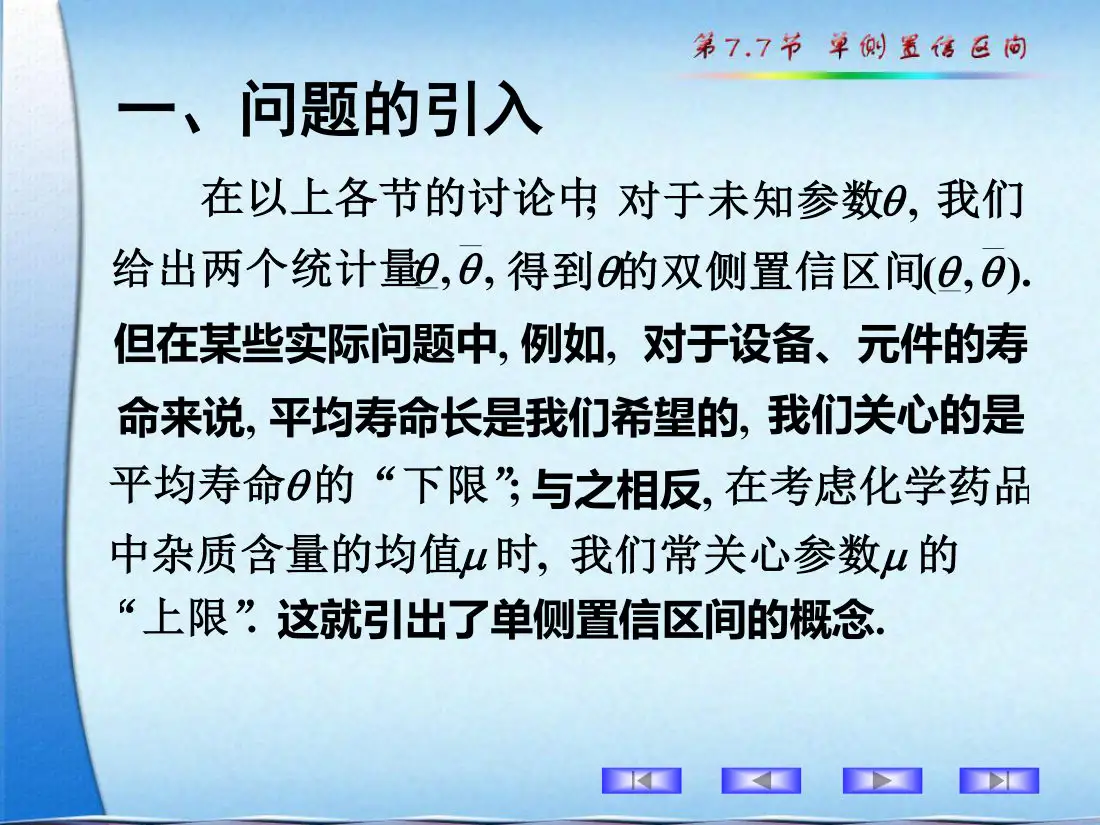 第7.7节 单侧置信区间
一、问题的引入
在以上各节的讨论中, 对于未知参数θ, 我们
给出两个统计量θ̲, θ̅, 得到θ的双侧置信区间(θ̲, θ̅).
但在某些实际问题中, 例如, 对于设备、元件的寿
命来说, 平均寿命长是我们希望的, 我们关心的是
平均寿命θ的“下限”; 与之相反, 在考虑化学药品
中杂质含量的均值μ时, 我们常关心参数μ的
“上限”. 这就引出了单侧置信区间的概念.